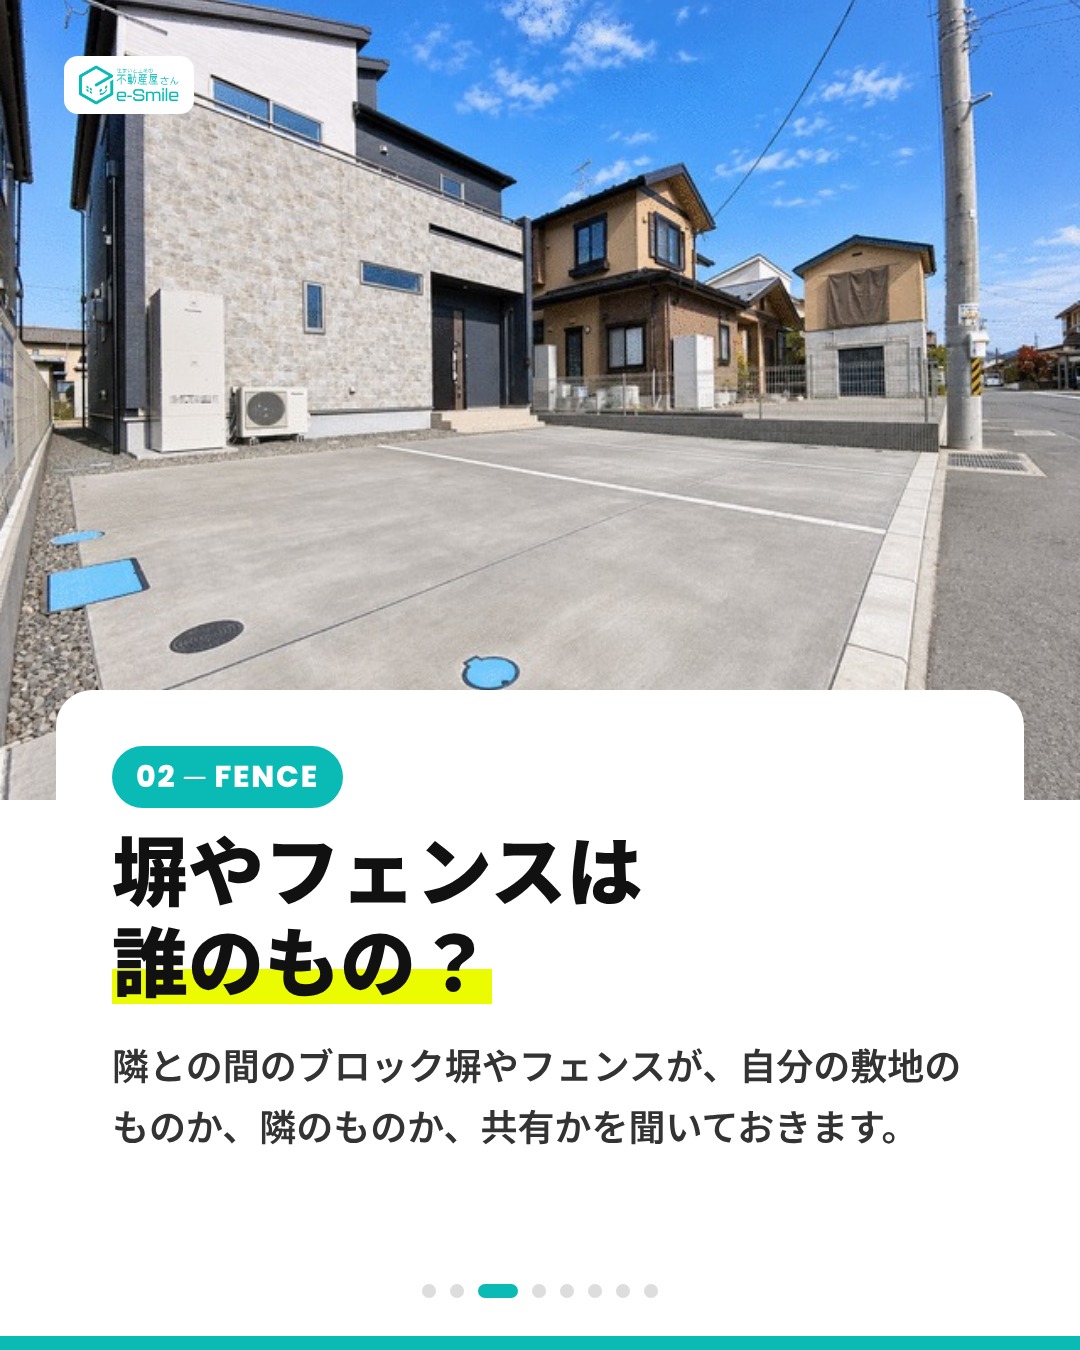 不動産屋さん
e-Smile
02 — FENCE
塀やフェンスは
誰のもの？
隣との間のブロック塀やフェンスが、自分の敷地の
ものか、隣のものか、共有かを聞いておきます。